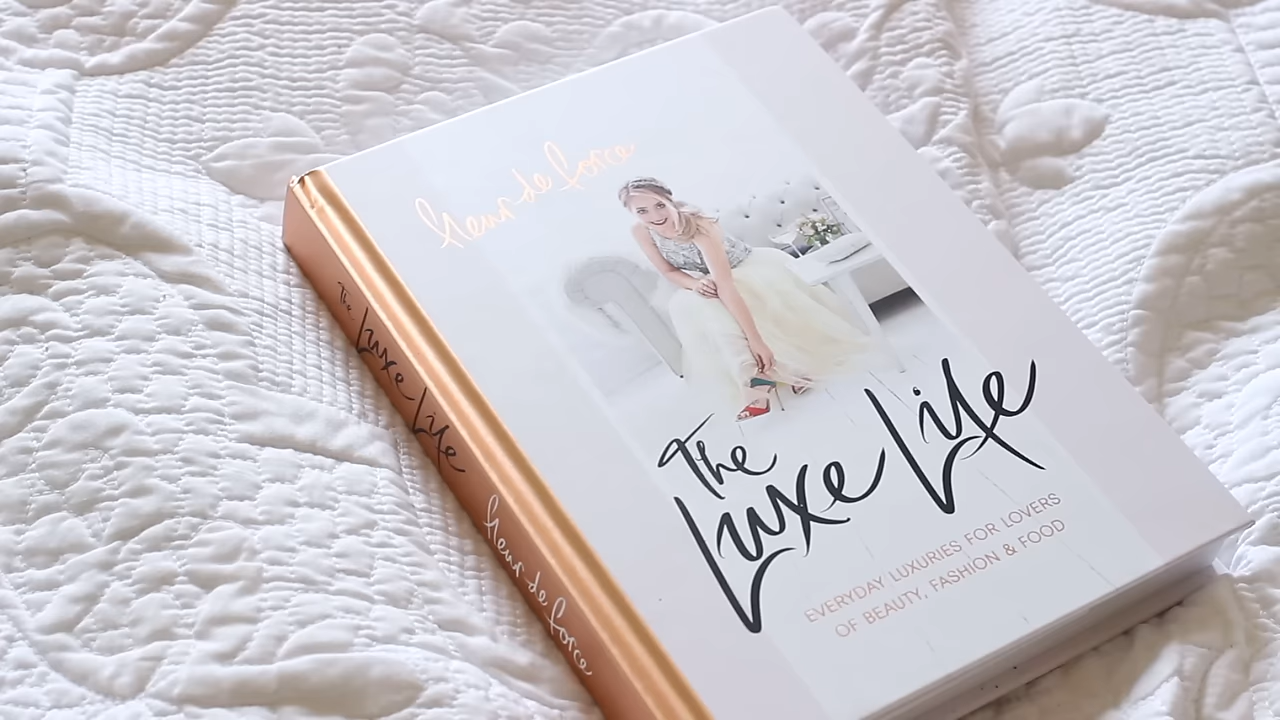 fleur de force
The
Luxe Life
EVERYDAY LUXURIES FOR LOVERS
OF BEAUTY, FASHION & FOOD
The Luxe Life fleur de force